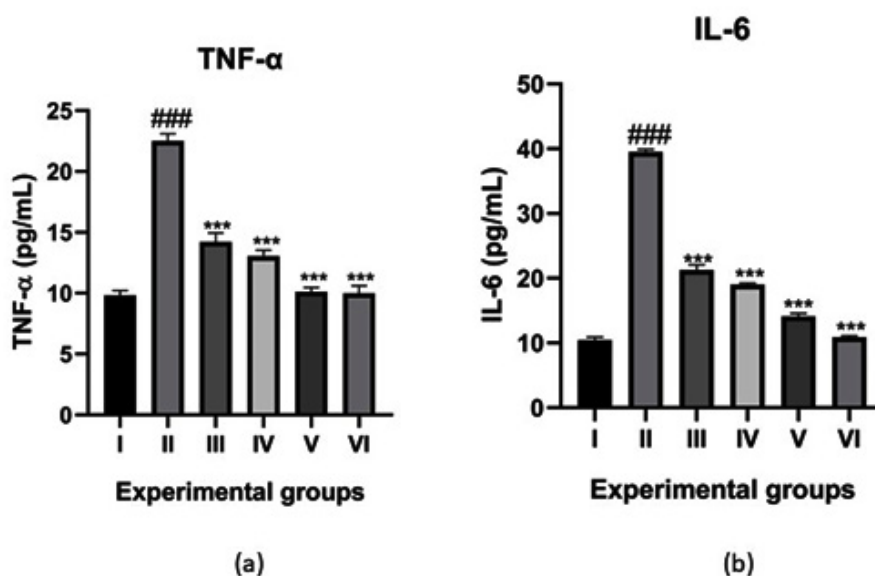 TNF-α
TNF-α (pg/mL)
25
20
15
10
5
0
###
***
***
***
***
I II III IV V VI
Experimental groups
(a)
IL-6
IL-6 (pg/mL)
50
40
30
20
10
0
###
***
***
***
***
I II III IV V VI
Experimental groups
(b)